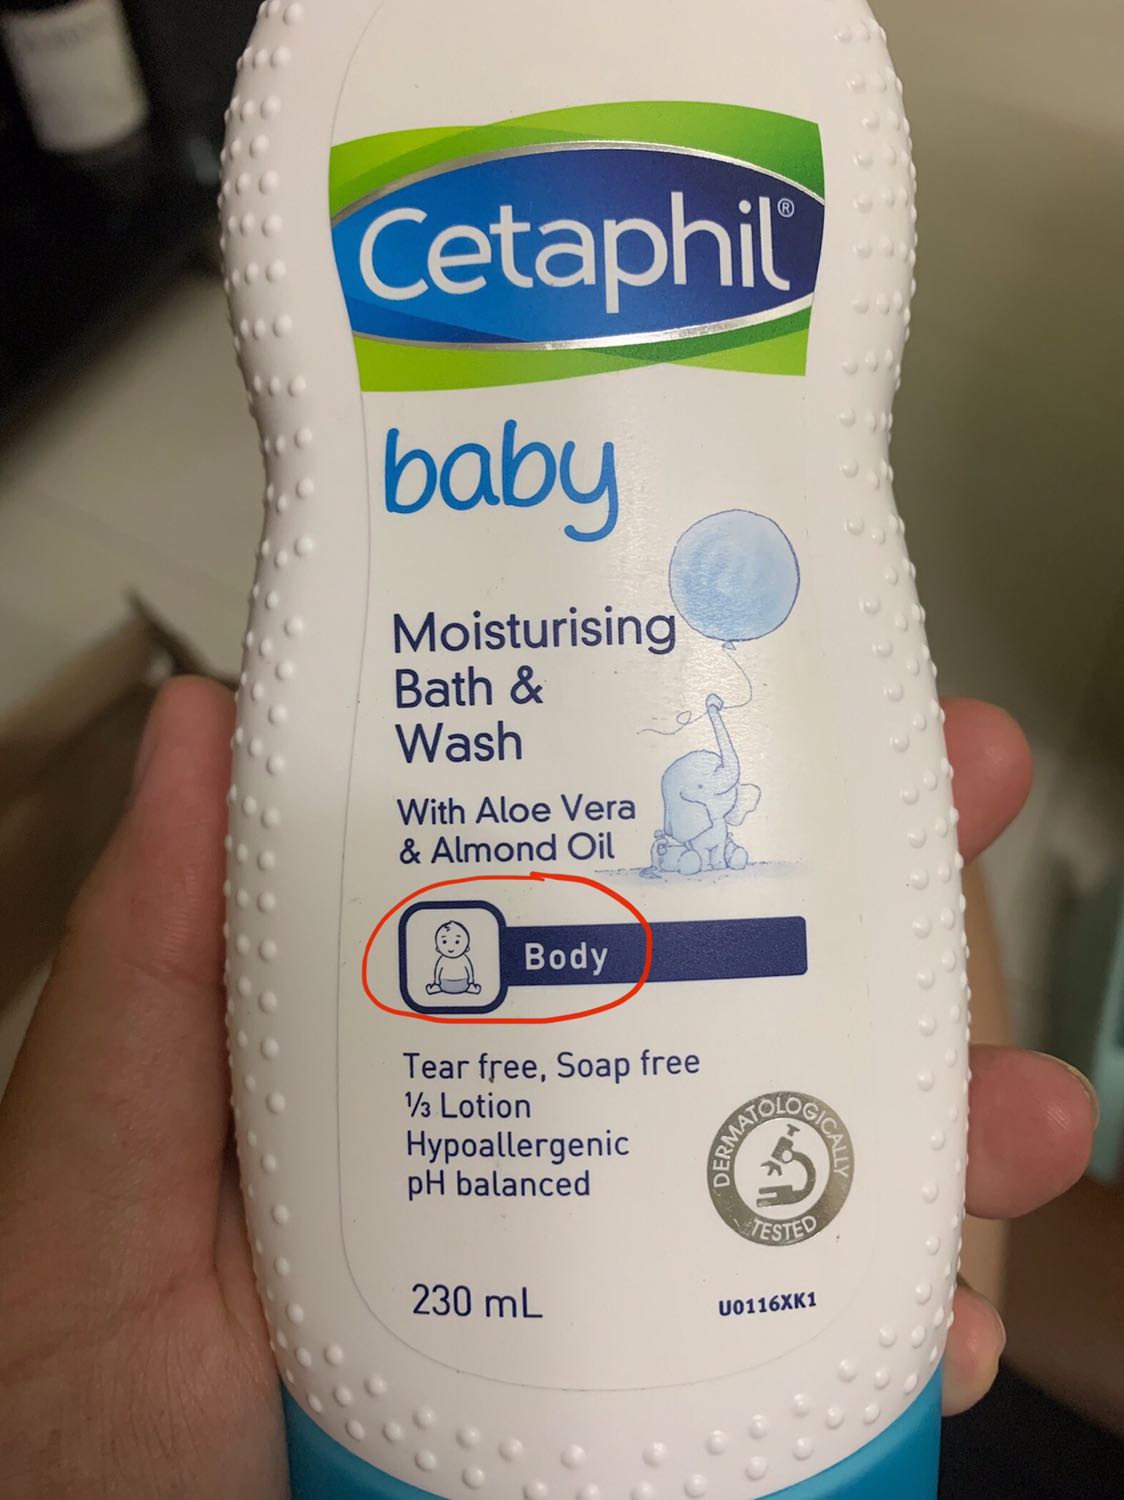 Cetaphil®
baby
Moisturising
Bath &
Wash
With Aloe Vera
& Almond Oil
Body
Tear free, Soap free
⅓ Lotion
Hypoallergenic
pH balanced
DERMATOLOGICALLY
TESTED
230 mL
U0116XK1